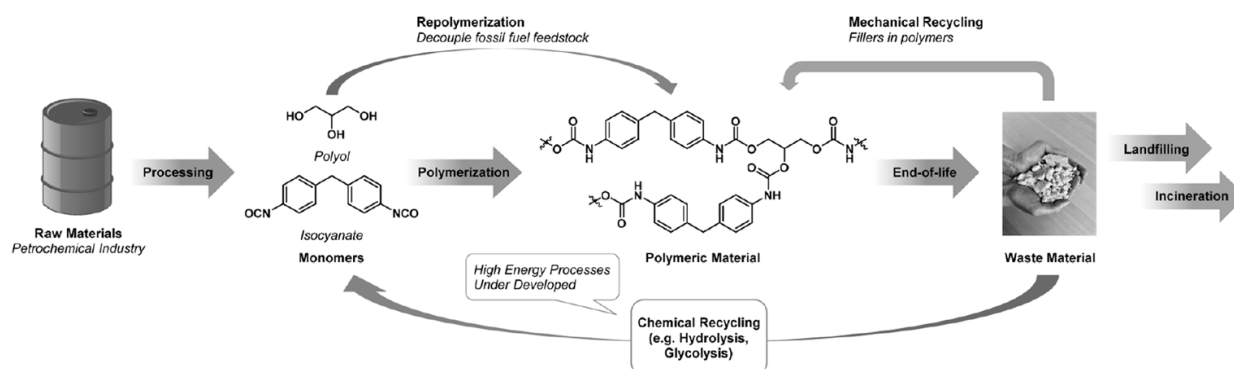 Repolymerization
Decouple fossil fuel feedstock
Mechanical Recycling
Fillers in polymers
HO
OH
OH
Polyol
OCN
NCO
Isocyanate
Monomers
Raw Materials
Petrochemical Industry
Processing
Polymerization
O
O
N
H
O
N
H
O
O
O
N
H
O
O
O
O
N
H
O
NH
Polymeric Material
End-of-life
Waste Material
Landfilling
Incineration
High Energy Processes
Under Developed
Chemical Recycling
(e.g. Hydrolysis,
Glycolysis)